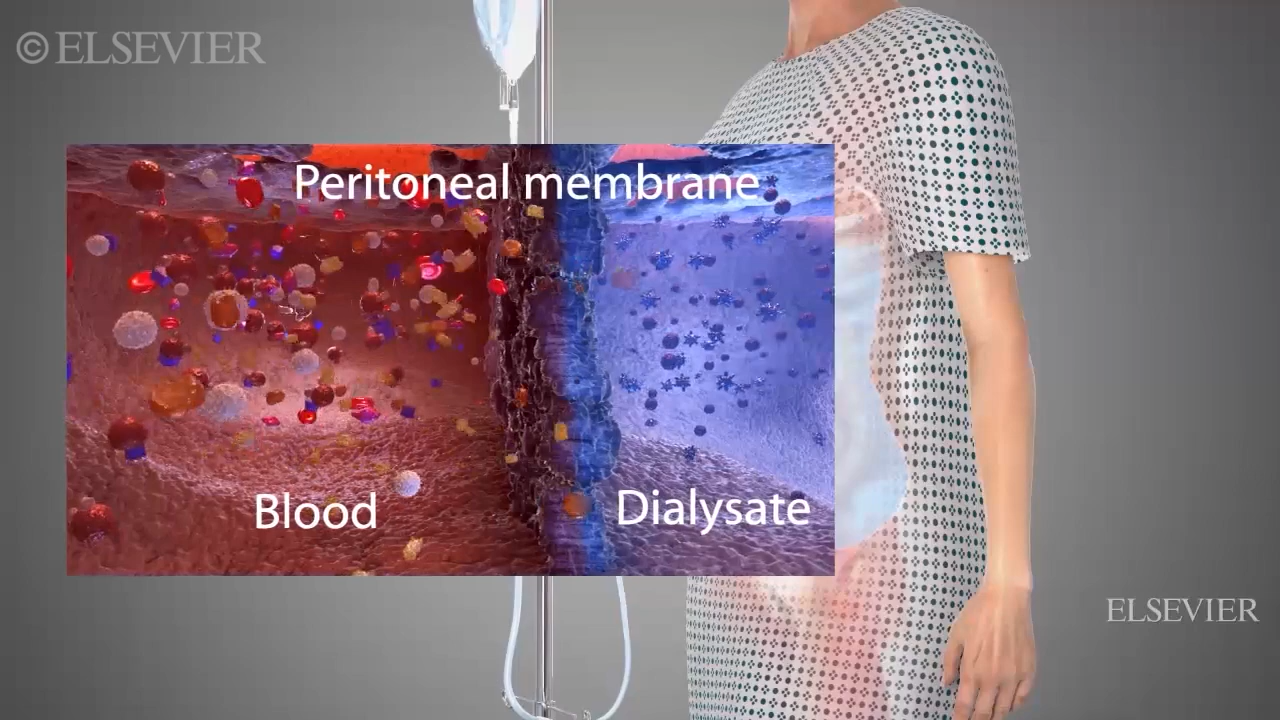 ©ELSEVIER
Peritoneal membrane
Blood
Dialysate
ELSEVIER